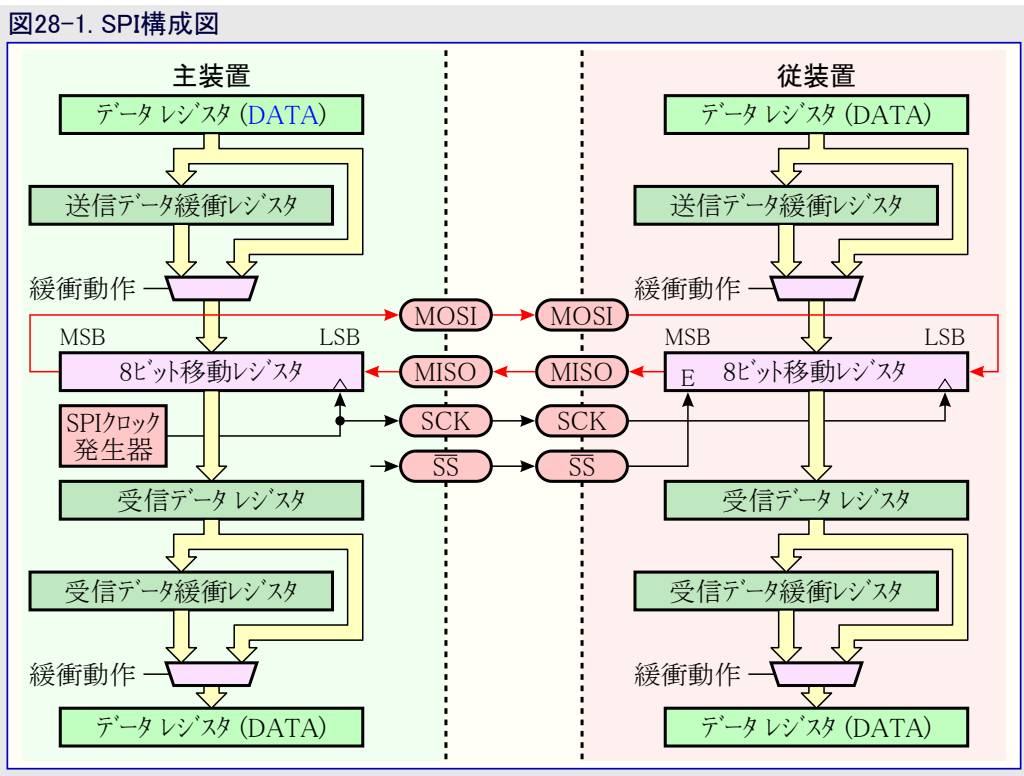 図28-1. SPI構成図
主装置
データ レジスタ (DATA)
送信データ緩衝レジスタ
緩衝動作
MSB
LSB
8ビット移動レジスタ
SPIクロック
発生器
受信データ レジスタ
受信データ緩衝レジスタ
緩衝動作
データ レジスタ (DATA)
MOSI
MOSI
MISO
MISO
SCK
SCK
SS
SS
従装置
データ レジスタ (DATA)
送信データ緩衝レジスタ
緩衝動作
MSB
LSB
E 8ビット移動レジスタ
受信データ レジスタ
受信データ緩衝レジスタ
緩衝動作
データ レジスタ (DATA)